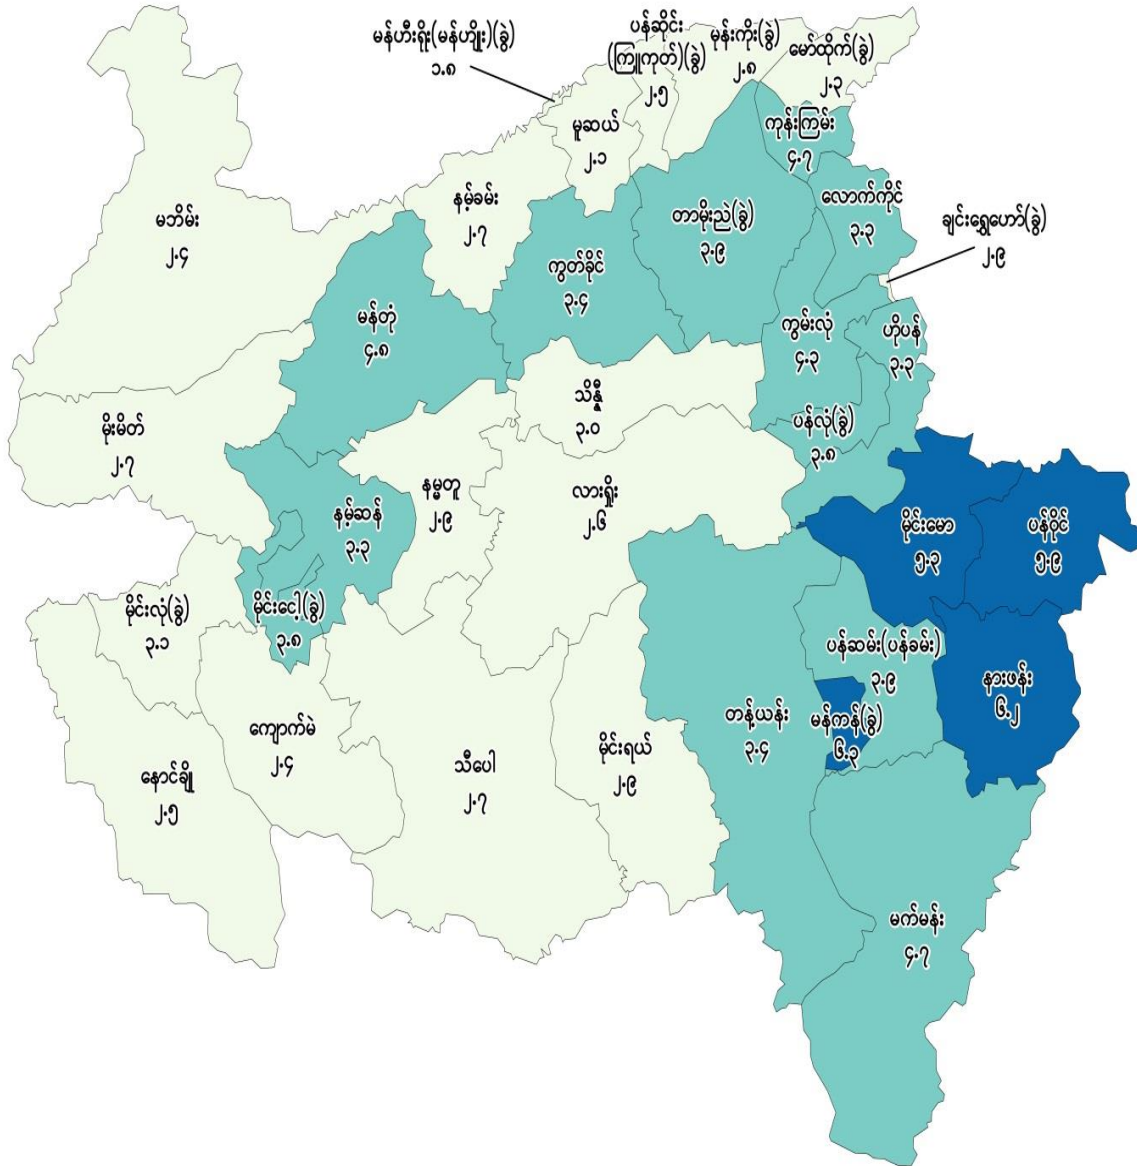 မန်ဟီးရိုး(မန်ဟျိုး)(ခွဲ)
၁.၈
ပန်ဆိုင်း
(ကြူကုတ်)(ခွဲ)
၂.၅
မုန်းကိုး(ခွဲ)
၂.၈
မော်ထိုက်(ခွဲ)
၂.၃
မူဆယ်
၂.၁
ကုန်းကြမ်း
၄.၇
မဘိမ်း
၂.၄
နမ့်ခမ်း
၂.၇
တာမိုးညဲ(ခွဲ)
၃.၉
လောက်ကိုင်
၃.၃
ချင်းရွှေဟော်(ခွဲ)
၂.၉
ကွတ်ခိုင်
၃.၄
မန်တုံ
၄.၈
ကွမ်းလုံ
၄.၃
ဟိုပန်
၃.၃
သိန္နီ
၃.၀
မိုးမိတ်
၂.၇
ပန်လုံ(ခွဲ)
၃.၈
နမ္မတူ
၂.၉
လားရှိုး
၂.၆
နမ့်ဆန်
၃.၃
မိုင်းမော
၅.၃
ပန်ဝိုင်
၅.၉
မိုင်းလုံ(ခွဲ)
၃.၁
မိုင်းငေါ့(ခွဲ)
၃.၈
ပန်ဆမ်း(ပန်ခမ်း)
၃.၉
နားဖန်း
၆.၂
ကျောက်မဲ
၂.၄
တန့်ယန်း
၃.၄
မန်ကန်(ခွဲ)
၆.၃
နောင်ချို
၂.၅
သီပေါ
၂.၇
မိုင်းရယ်
၂.၉
မက်မန်း
၄.၇